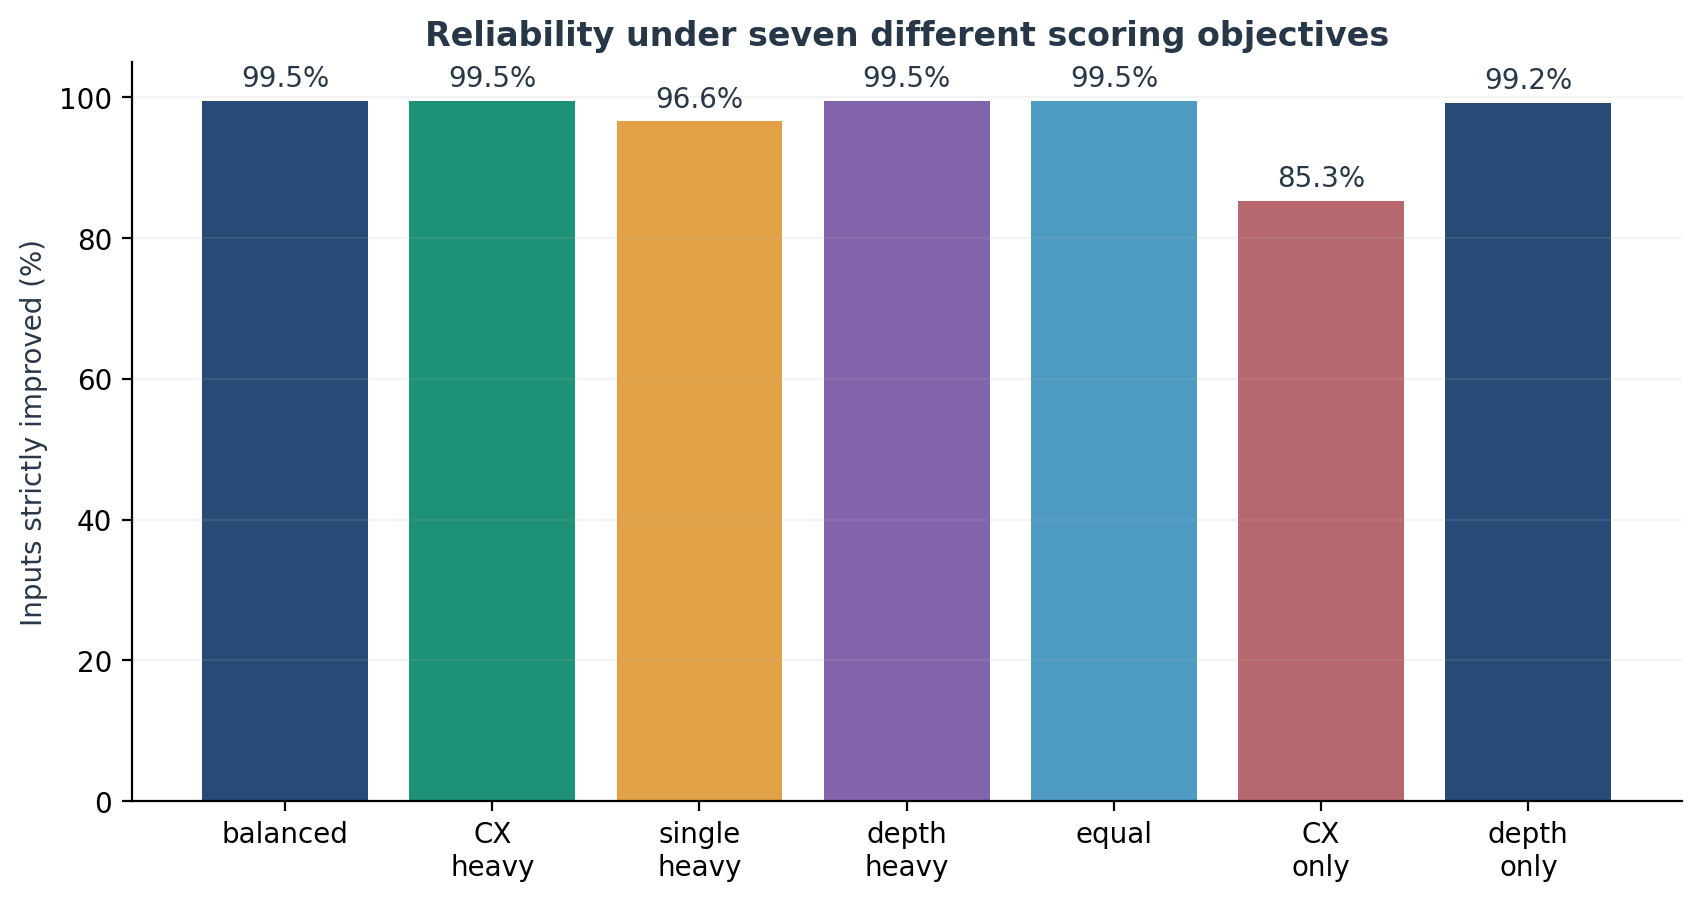 Reliability under seven different scoring objectives
99.5%
99.5%
96.6%
99.5%
99.5%
85.3%
99.2%
Inputs strictly improved (%)
100
80
60
40
20
0
balanced
CX
heavy
single
heavy
depth
heavy
equal
CX
only
depth
only